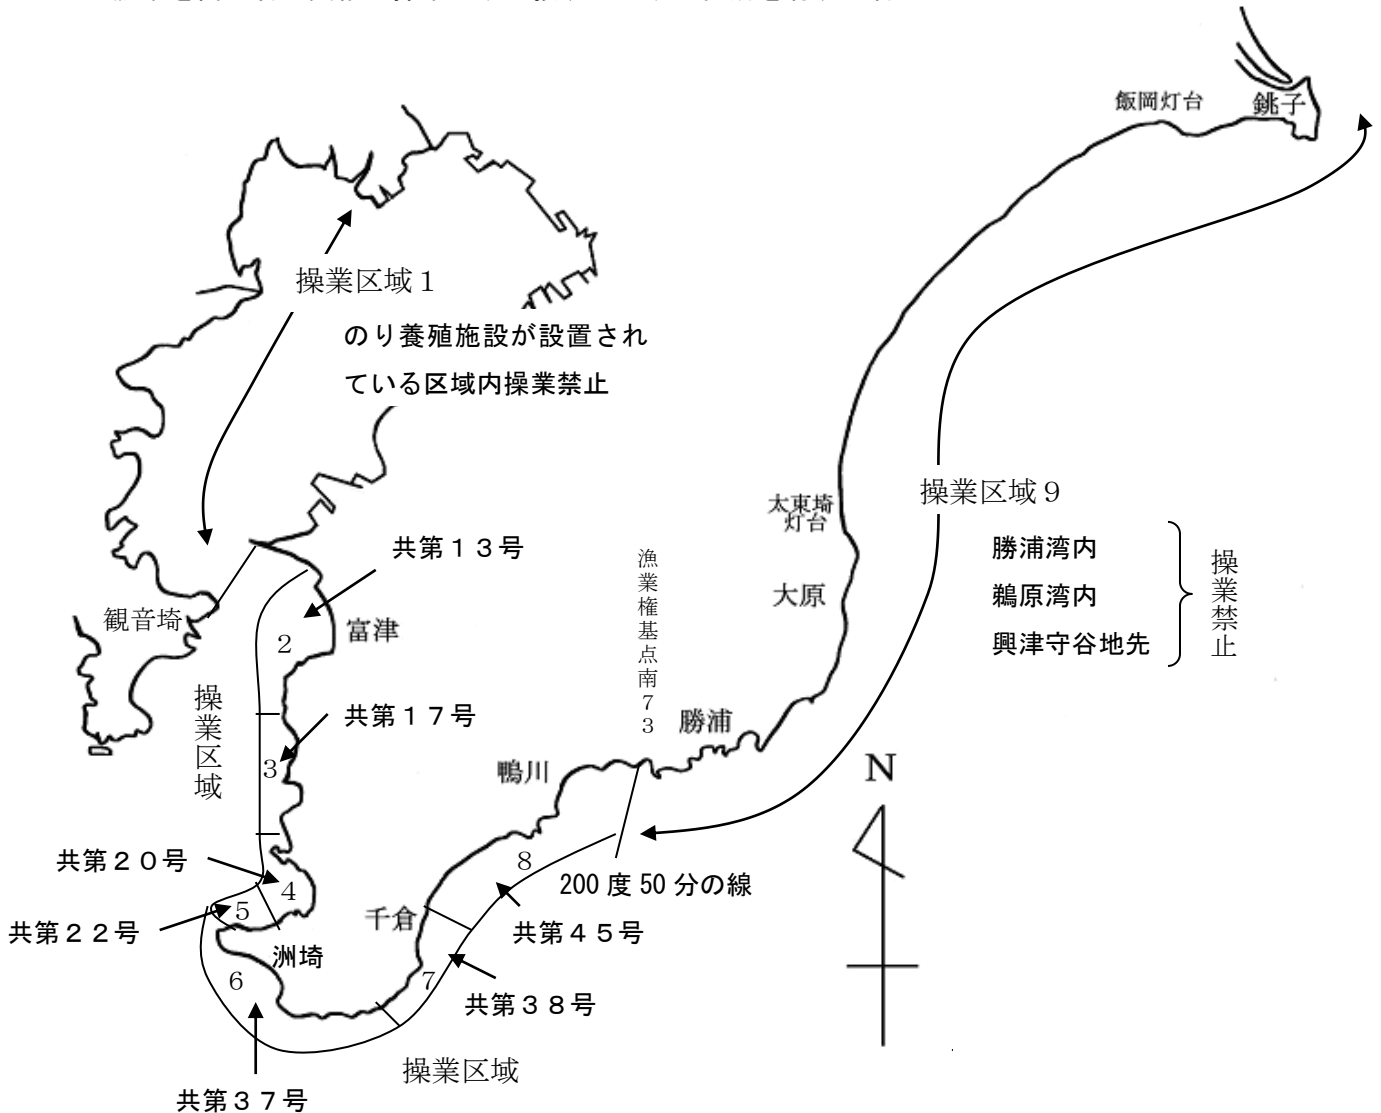 飯岡灯台
銚子
操業区域１
のり養殖施設が設置され
ている区域内操業禁止
太東埼
灯台
操業区域９
勝浦湾内
鵜原湾内
興津守谷地先
操業禁止
共第１３号
漁業権基点南７３
大原
観音埼
富津
2
操業区域
共第１７号
勝浦
3
鴨川
N
共第２０号
8
4
200 度 50 分の線
5
千倉
共第２２号
共第４５号
洲埼
6
7
共第３８号
操業区域
共第３７号